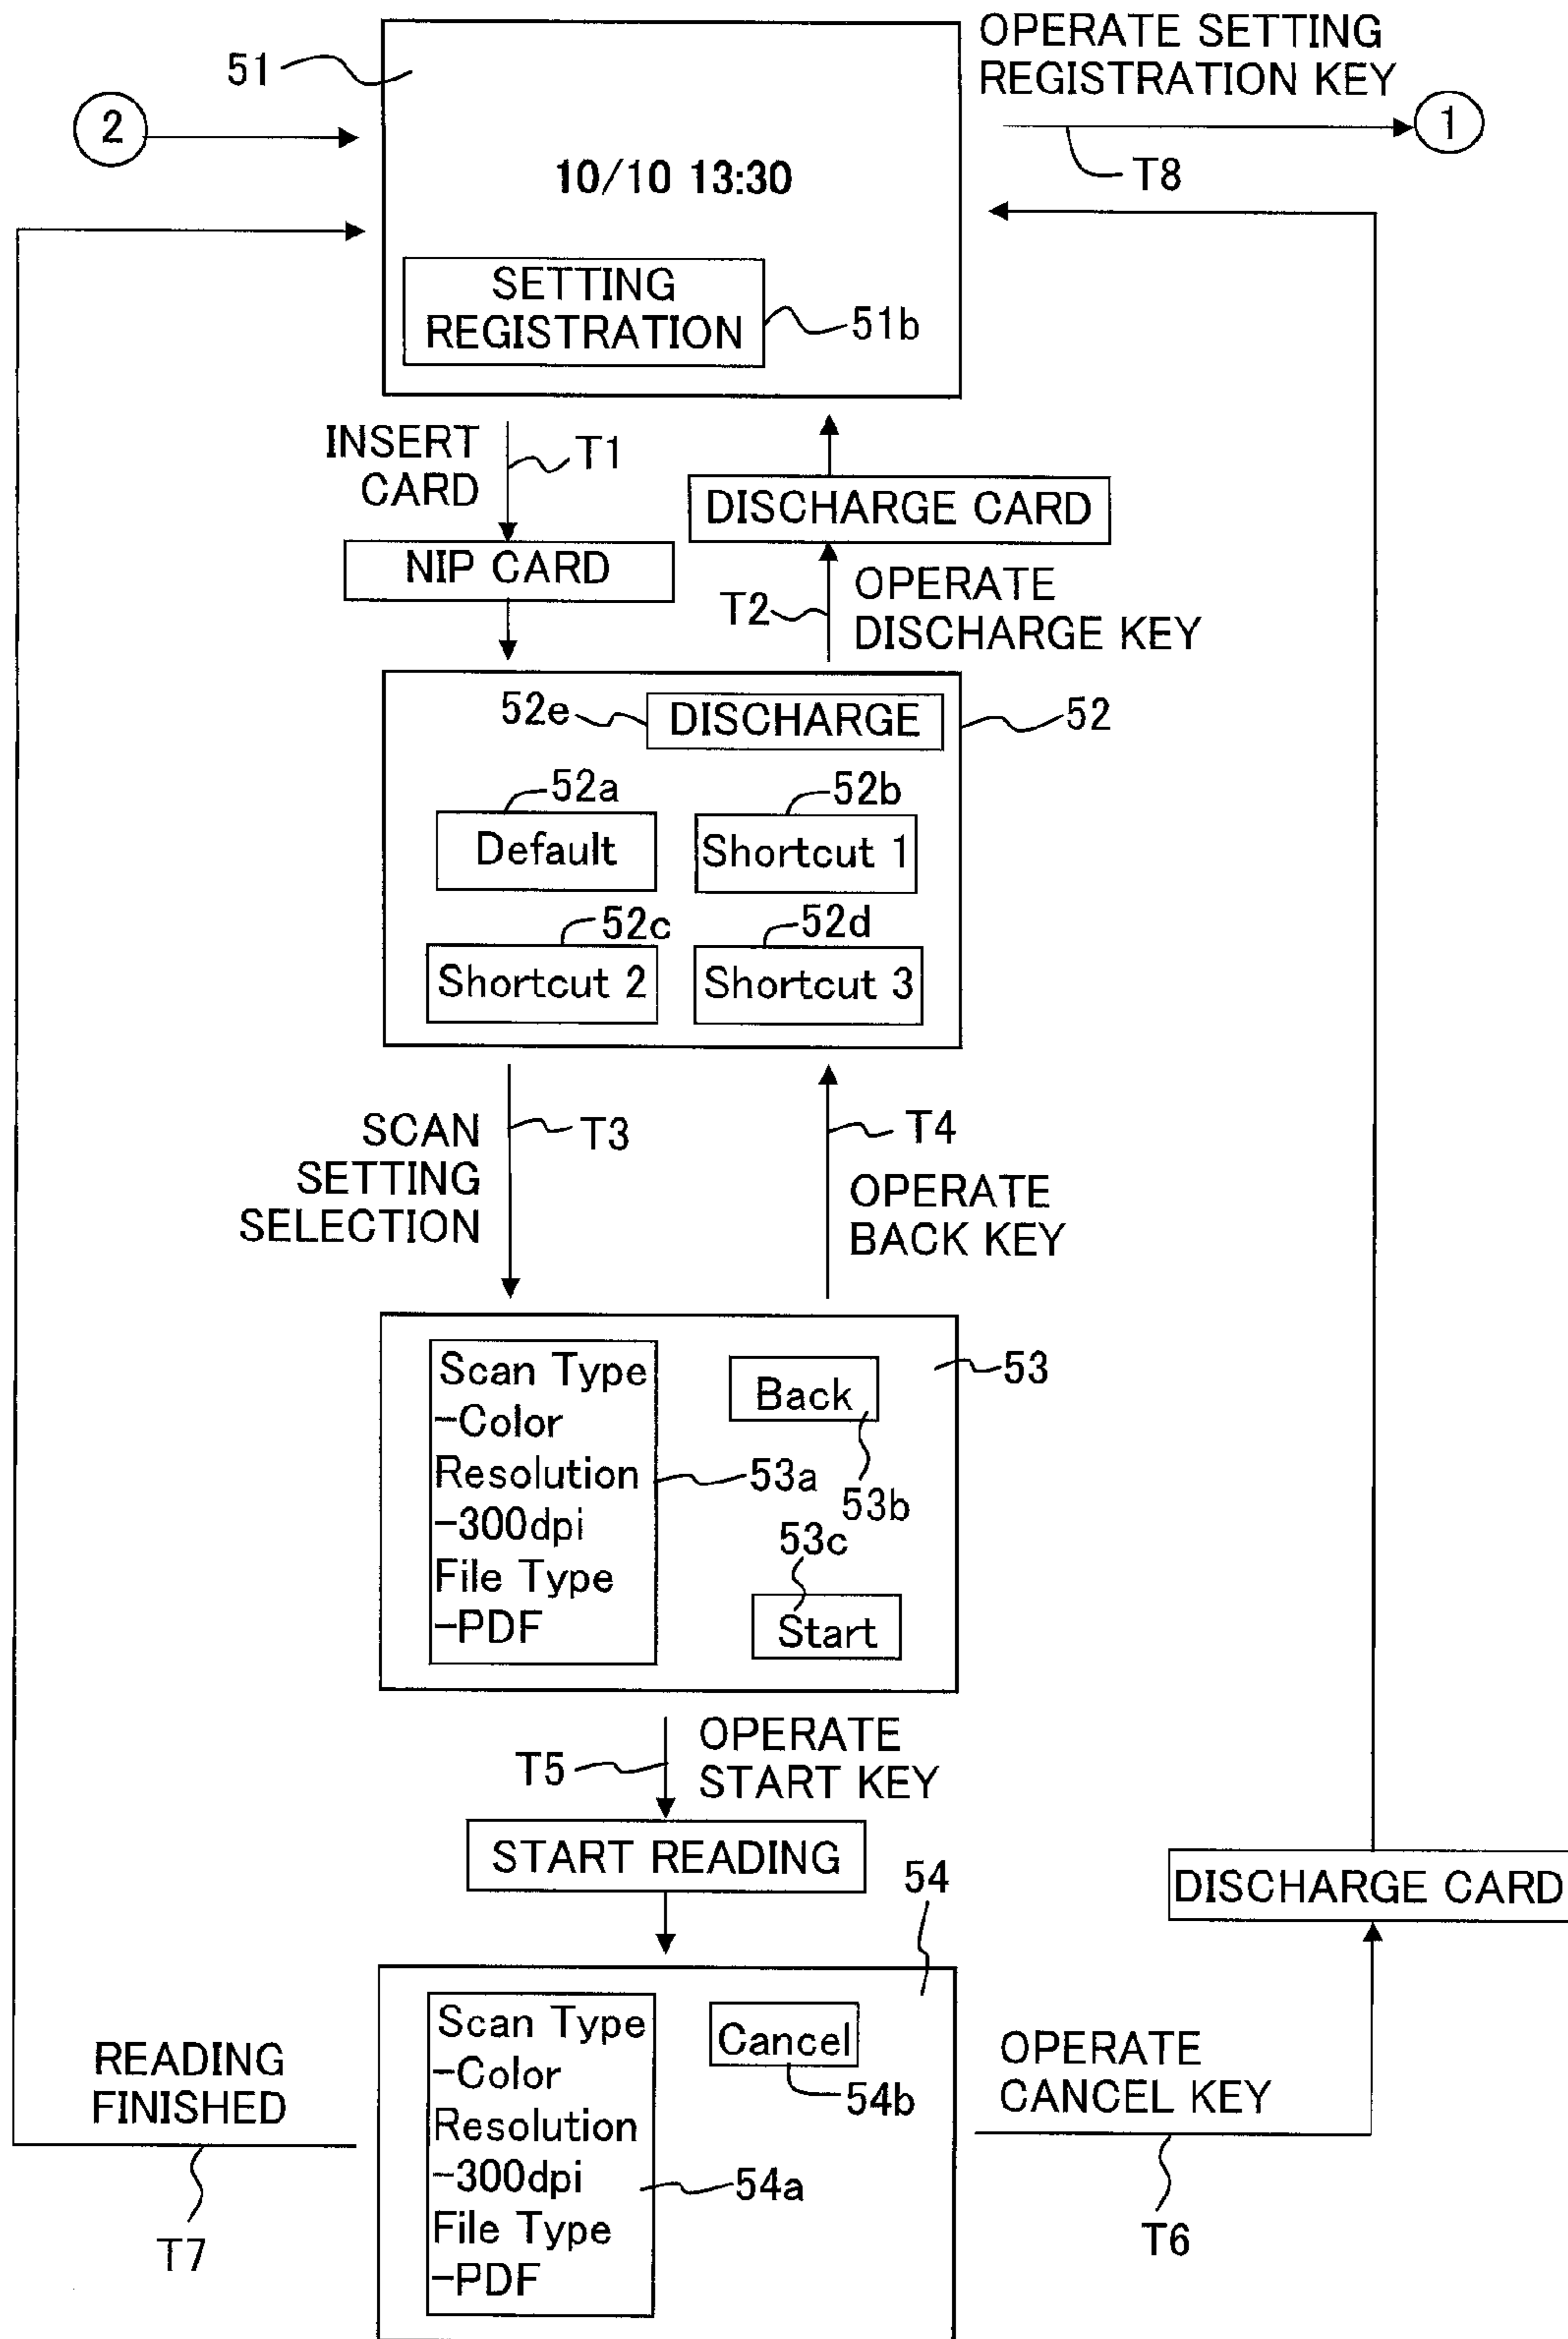 OPERATE SETTING
REGISTRATION KEY
51
2
1
T8
10/10 13:30
SETTING
REGISTRATION
51b
INSERT
CARD
T1
DISCHARGE CARD
NIP CARD
T2
OPERATE
DISCHARGE KEY
52e
DISCHARGE
52
52a
52b
Default
Shortcut 1
52c
52d
Shortcut 2
Shortcut 3
SCAN
SETTING
SELECTION
T3
T4
OPERATE
BACK KEY
Scan Type
-Color
Resolution
-300dpi
File Type
-PDF
Back
53
53a
53b
53c
Start
T5
OPERATE
START KEY
START READING
54
DISCHARGE CARD
Scan Type
-Color
Resolution
-300dpi
File Type
-PDF
Cancel
54b
54a
READING
FINISHED
T7
OPERATE
CANCEL KEY
T6